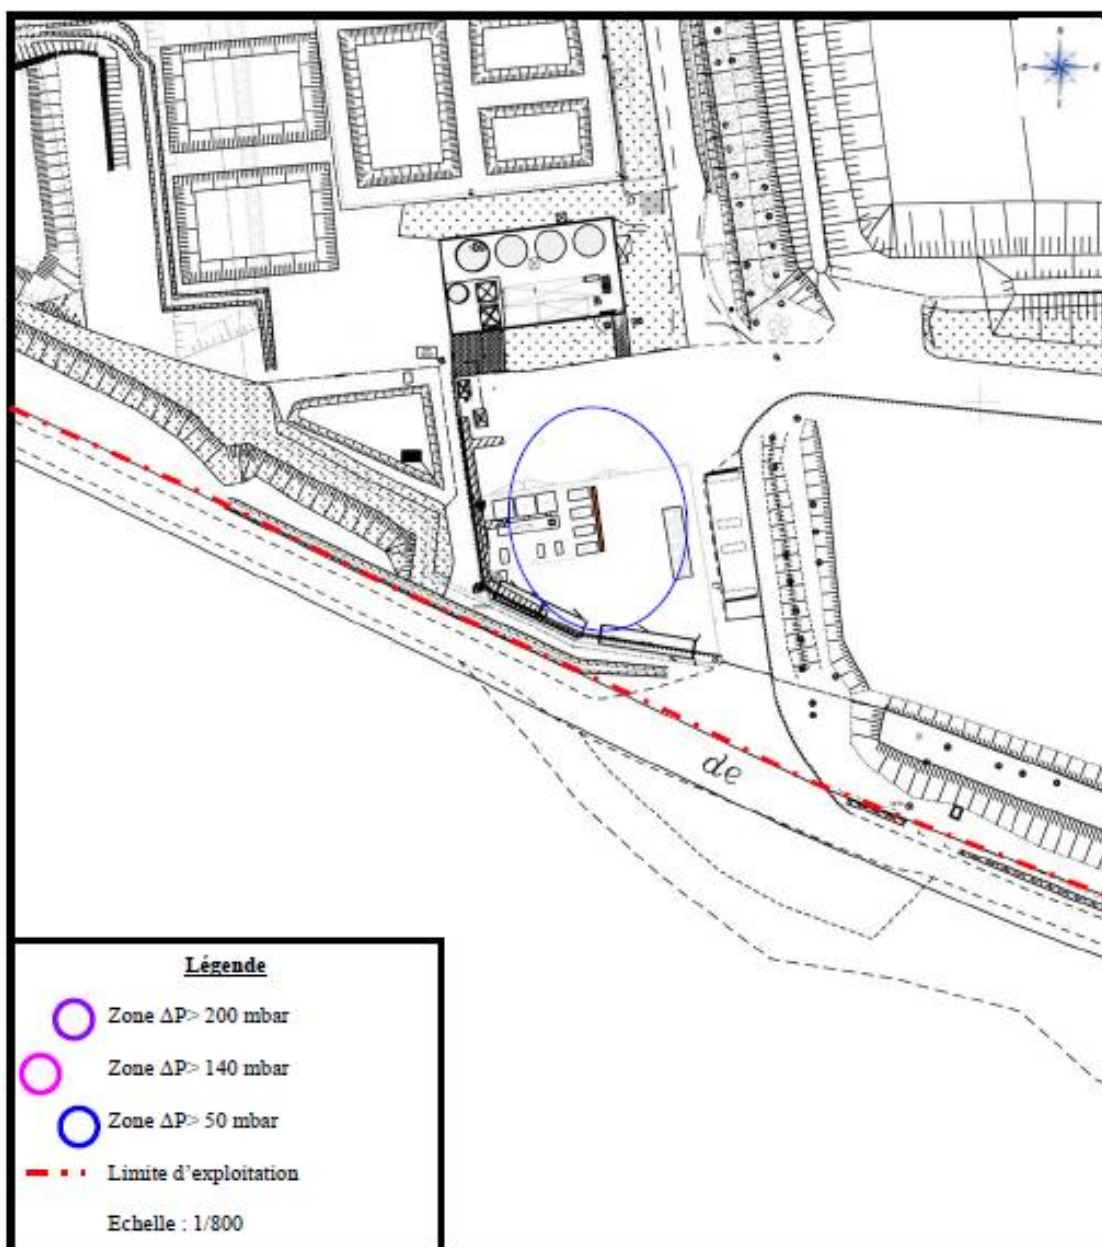 de
Légende
Zone ΔP> 200 mbar
Zone ΔP> 140 mbar
Zone ΔP> 50 mbar
Limite d'exploitation
Echelle : 1/800